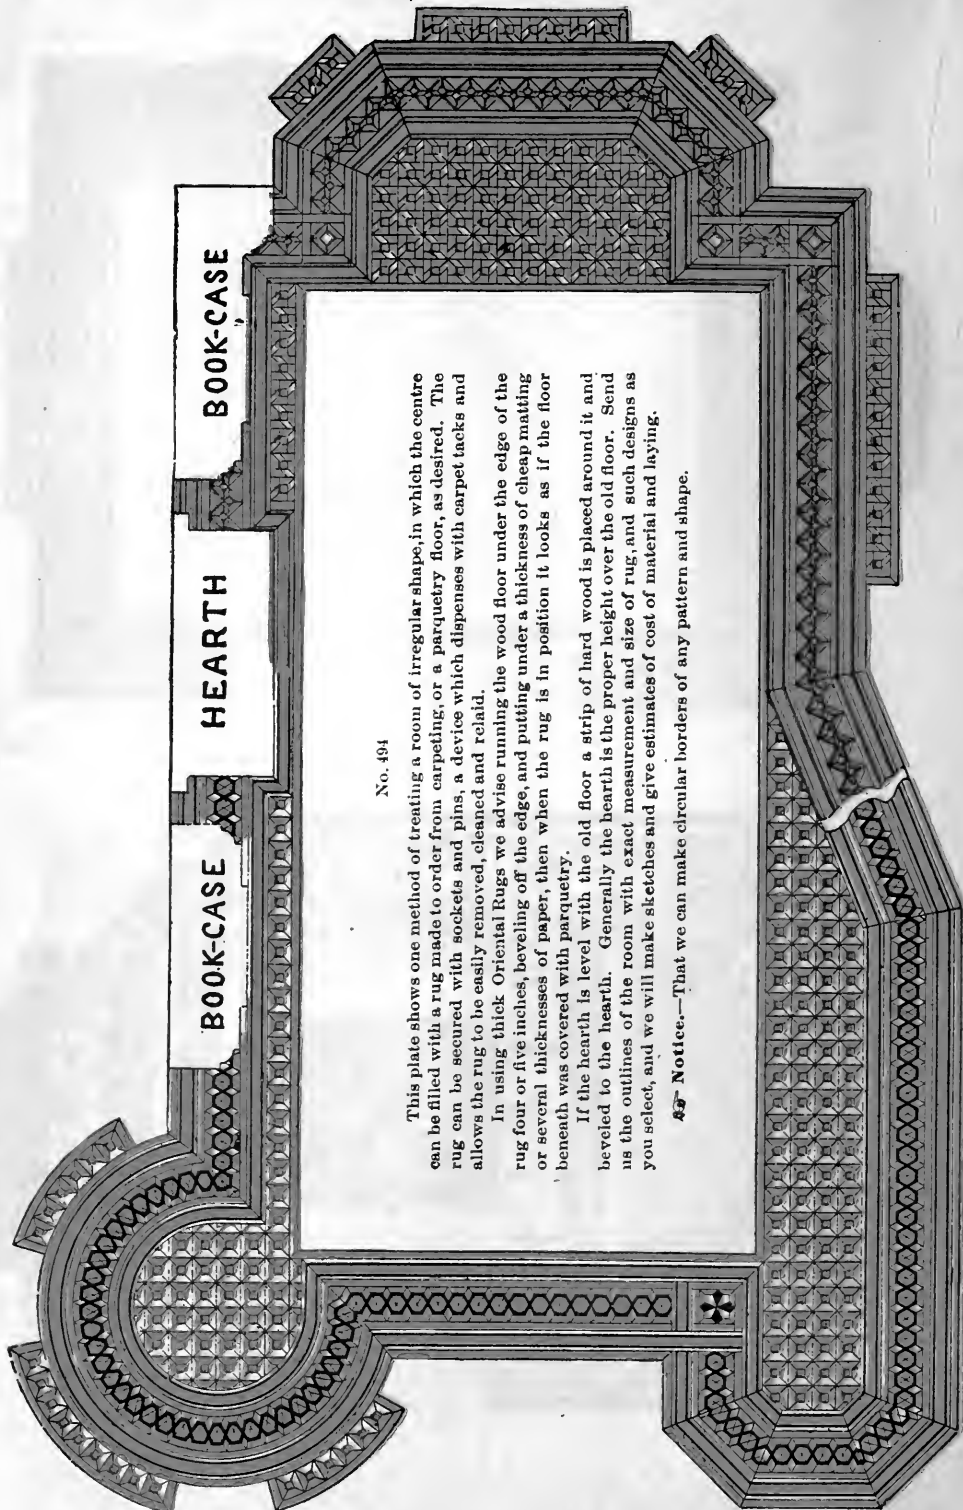 BOOK-CASE
HEARTH
BOOK-CASE
No. 494
This plate shows one method of treating a room of irregular shape, in which the centre
can be filled with a rug made to order from carpeting, or a parquetry floor, as desired. The
rug can be secured with sockets and pins, a device which dispenses with carpet tacks and
allows the rug to be easily removed, cleaned and relaid.
In using thick Oriental Rugs we advise running the wood floor under the edge of the
rug four or five inches, beveling off the edge, and putting under a thickness of cheap matting
or several thicknesses of paper, then when the rug is in position it looks as if the floor
beneath was covered with parquetry.
If the hearth is level with the old floor a strip of hard wood is placed around it and
beveled to the hearth. Generally the hearth is the proper height over the old floor. Send
us the outlines of the room with exact measurement and size of rug, and such designs as
you select, and we will make sketches and give estimates of cost of material and laying.
☞ Notice.—That we can make circular borders of any pattern and shape.